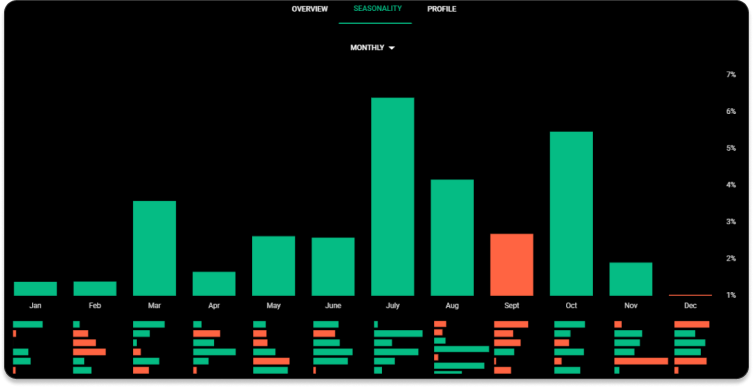 OVERVIEW SEASONALITY PROFILE
MONTHLY
7%
6%
5%
4%
3%
2%
1%
Jan Feb Mar Apr May June July Aug Sept Oct Nov Dec